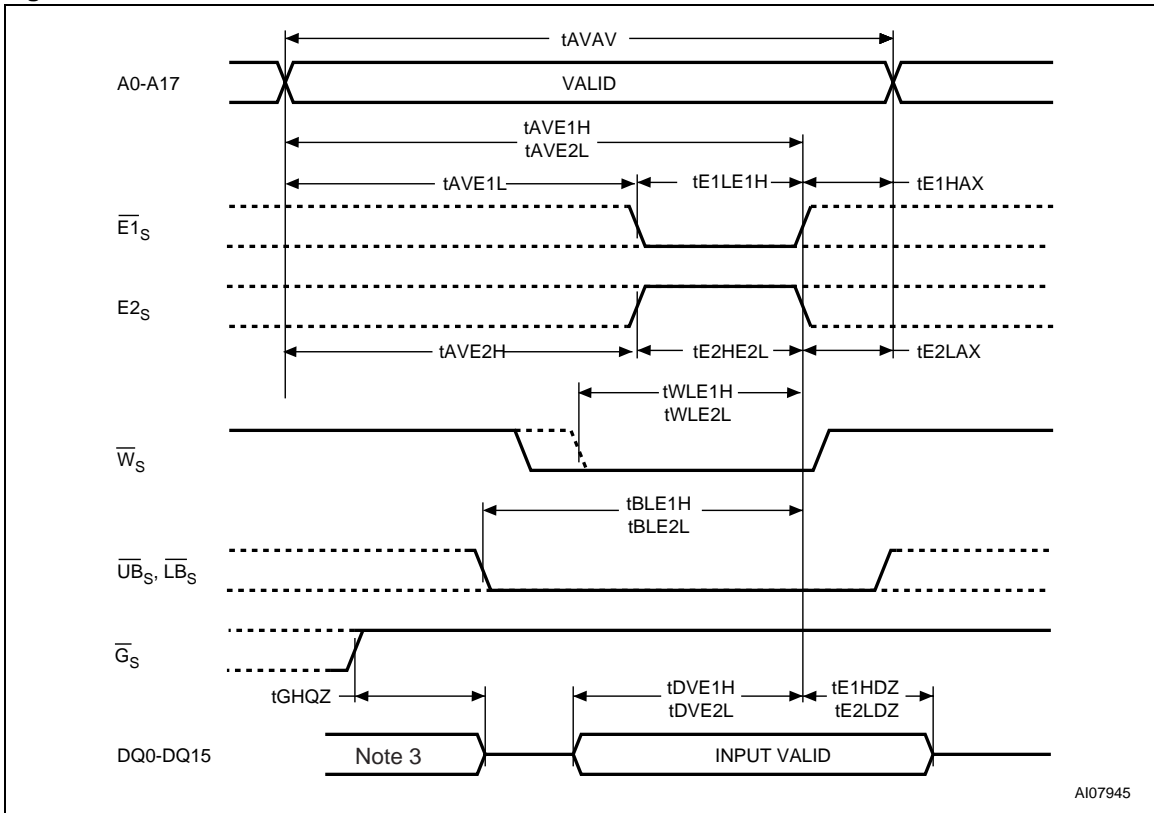 tAVAV
A0-A17
VALID
tAVE1H
tAVE2L
tAVE1L
tE1LE1H
tE1HAX
E1S
E2S
tAVE2H
tE2HE2L
tE2LAX
tWLE1H
tWLE2L
WS
tBLE1H
tBLE2L
UBS, LBS
GS
tGHQZ
tDVE1H
tDVE2L
tE1HDZ
tE2LDZ
DQ0-DQ15
Note 3
INPUT VALID
AI07945